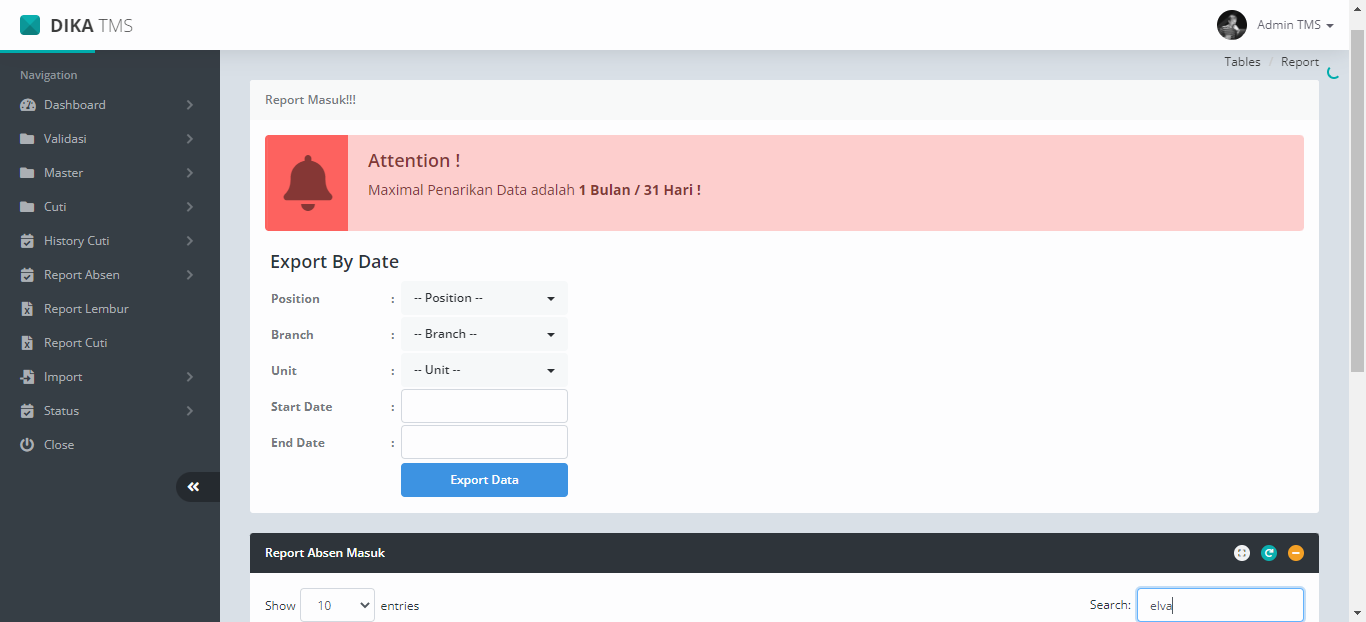 DIKA TMS
Admin TMS
Navigation
Dashboard
Validasi
Master
Cuti
History Cuti
Report Absen
Report Lembur
Report Cuti
Import
Status
Close
Tables / Report
Report Masuk!!!
Attention !
Maximal Penarikan Data adalah 1 Bulan / 31 Hari !
Export By Date
Position : -- Position --
Branch : -- Branch --
Unit : -- Unit --
Start Date :
End Date :
Export Data
Report Absen Masuk
Show 10 entries
Search: elva